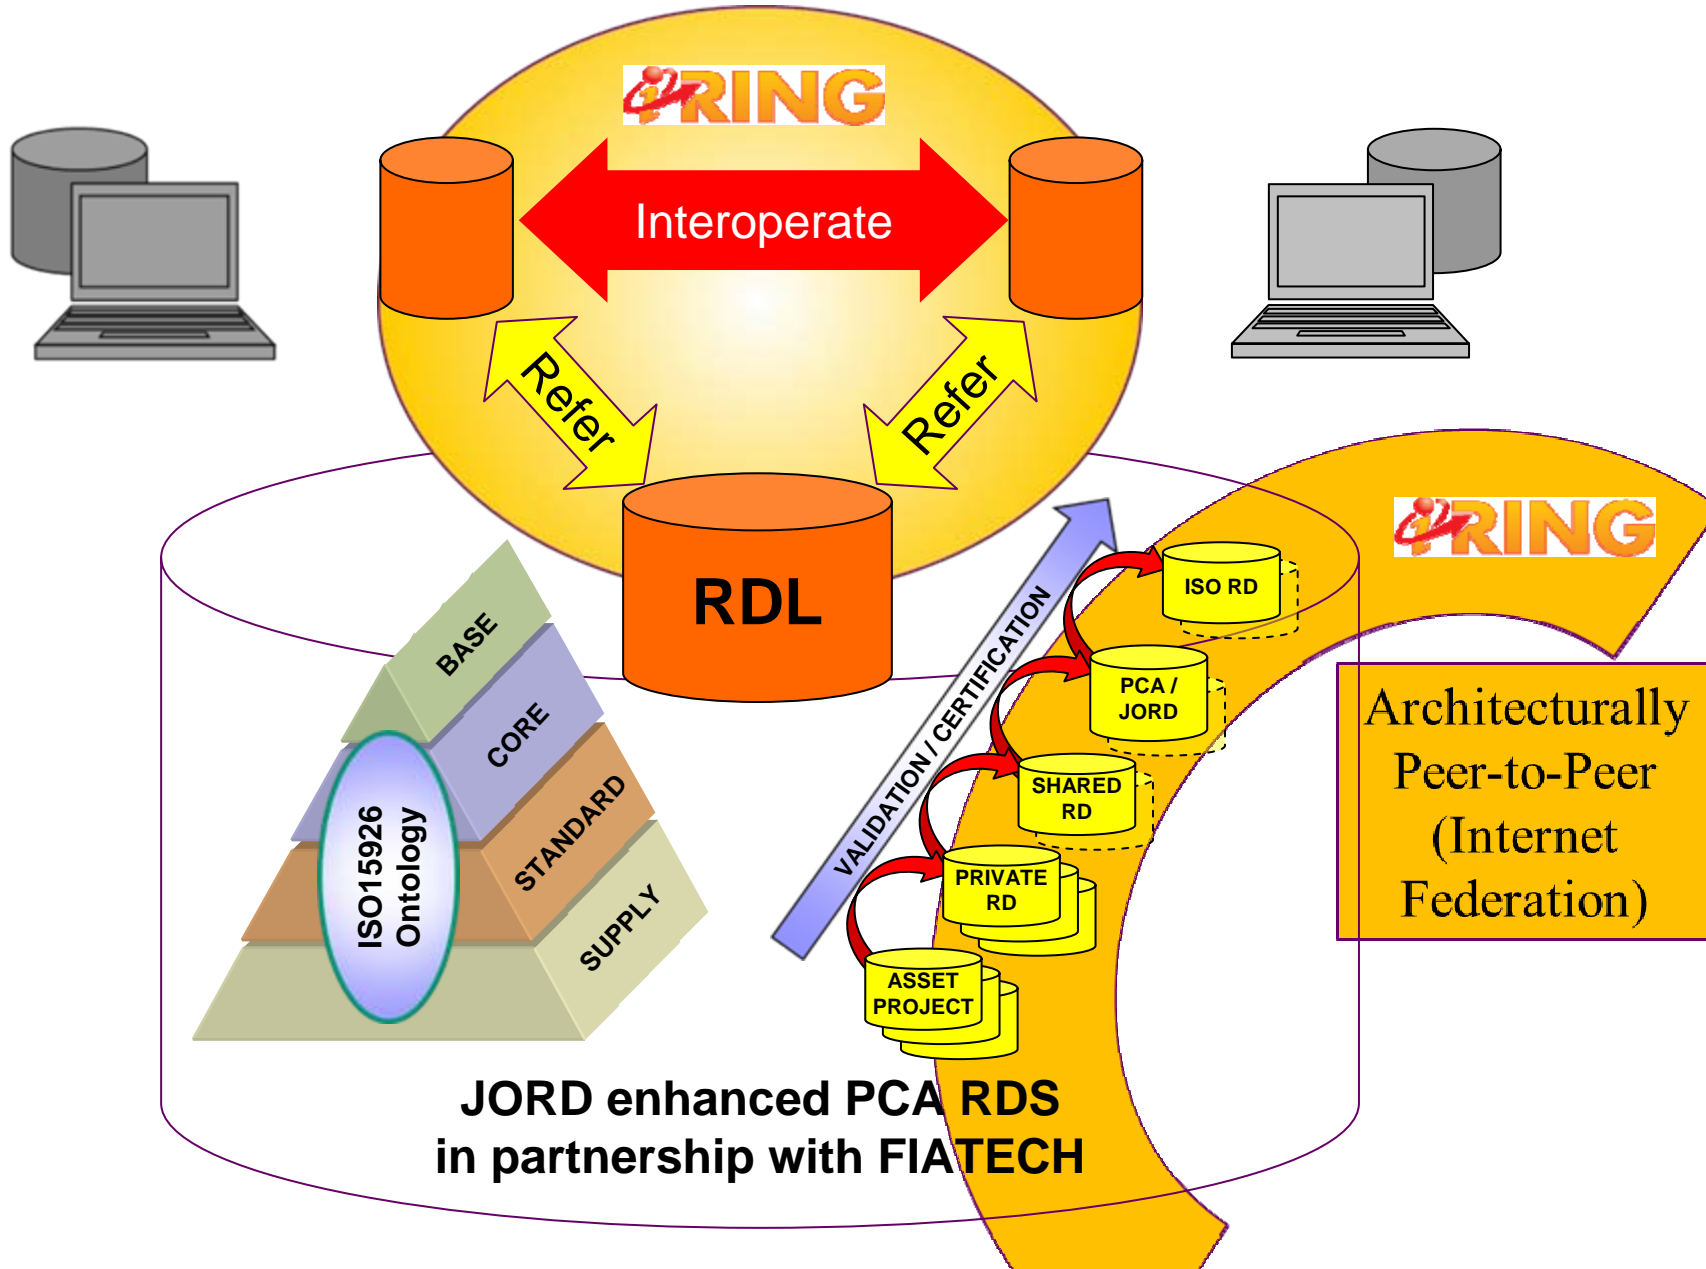 iRING
Interoperate
Refer
Refer
RDL
iRING
BASE
CORE
STANDARD
SUPPLY
ISO15926
Ontology
VALIDATION / CERTIFICATION
ISO RD
PCA /
JORD
SHARED
RD
PRIVATE
RD
ASSET
PROJECT
Architecturally
Peer-to-Peer
(Internet
Federation)
JORD enhanced PCA RDS
in partnership with FIATECH